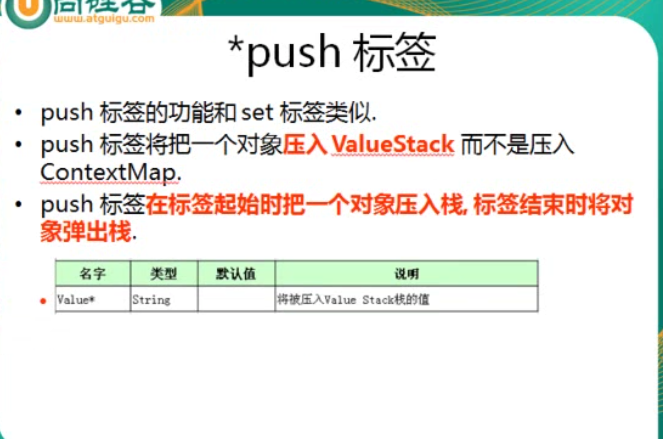 尚硅谷
www.atguigu.com
*push 标签
• push 标签的功能和 set 标签类似.
• push 标签将把一个对象压入 ValueStack 而不是压入
ContextMap.
• push 标签在标签起始时把一个对象压入栈, 标签结束时将对
象弹出栈.
名字 类型 默认值 说明
• Value* String 将被压入Value Stack栈的值